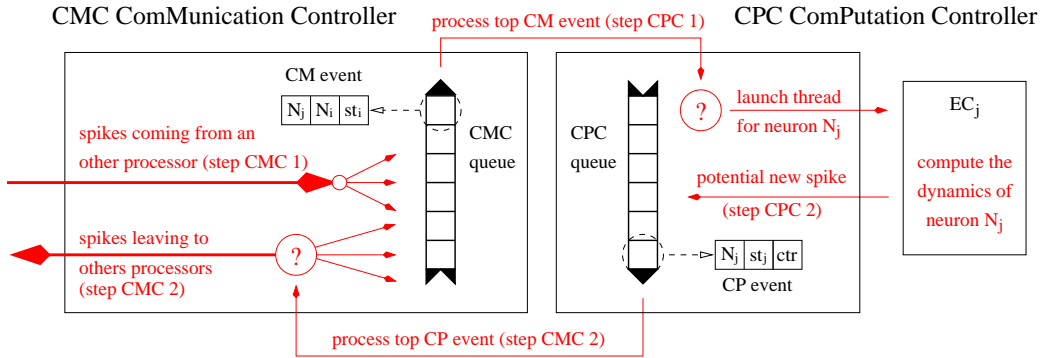 CMC ComMunication Controller
CPC ComPutation Controller
process top CM event (step CPC 1)
CM event
N_j N_i st_i
CMC
queue
spikes coming from an
other processor (step CMC 1)
spikes leaving to
others processors
(step CMC 2)
?
CPC
queue
?
launch thread
for neuron N_j
potential new spike
(step CPC 2)
N_j st_j ctr
CP event
EC_j
compute the
dynamics of
neuron N_j
process top CP event (step CMC 2)